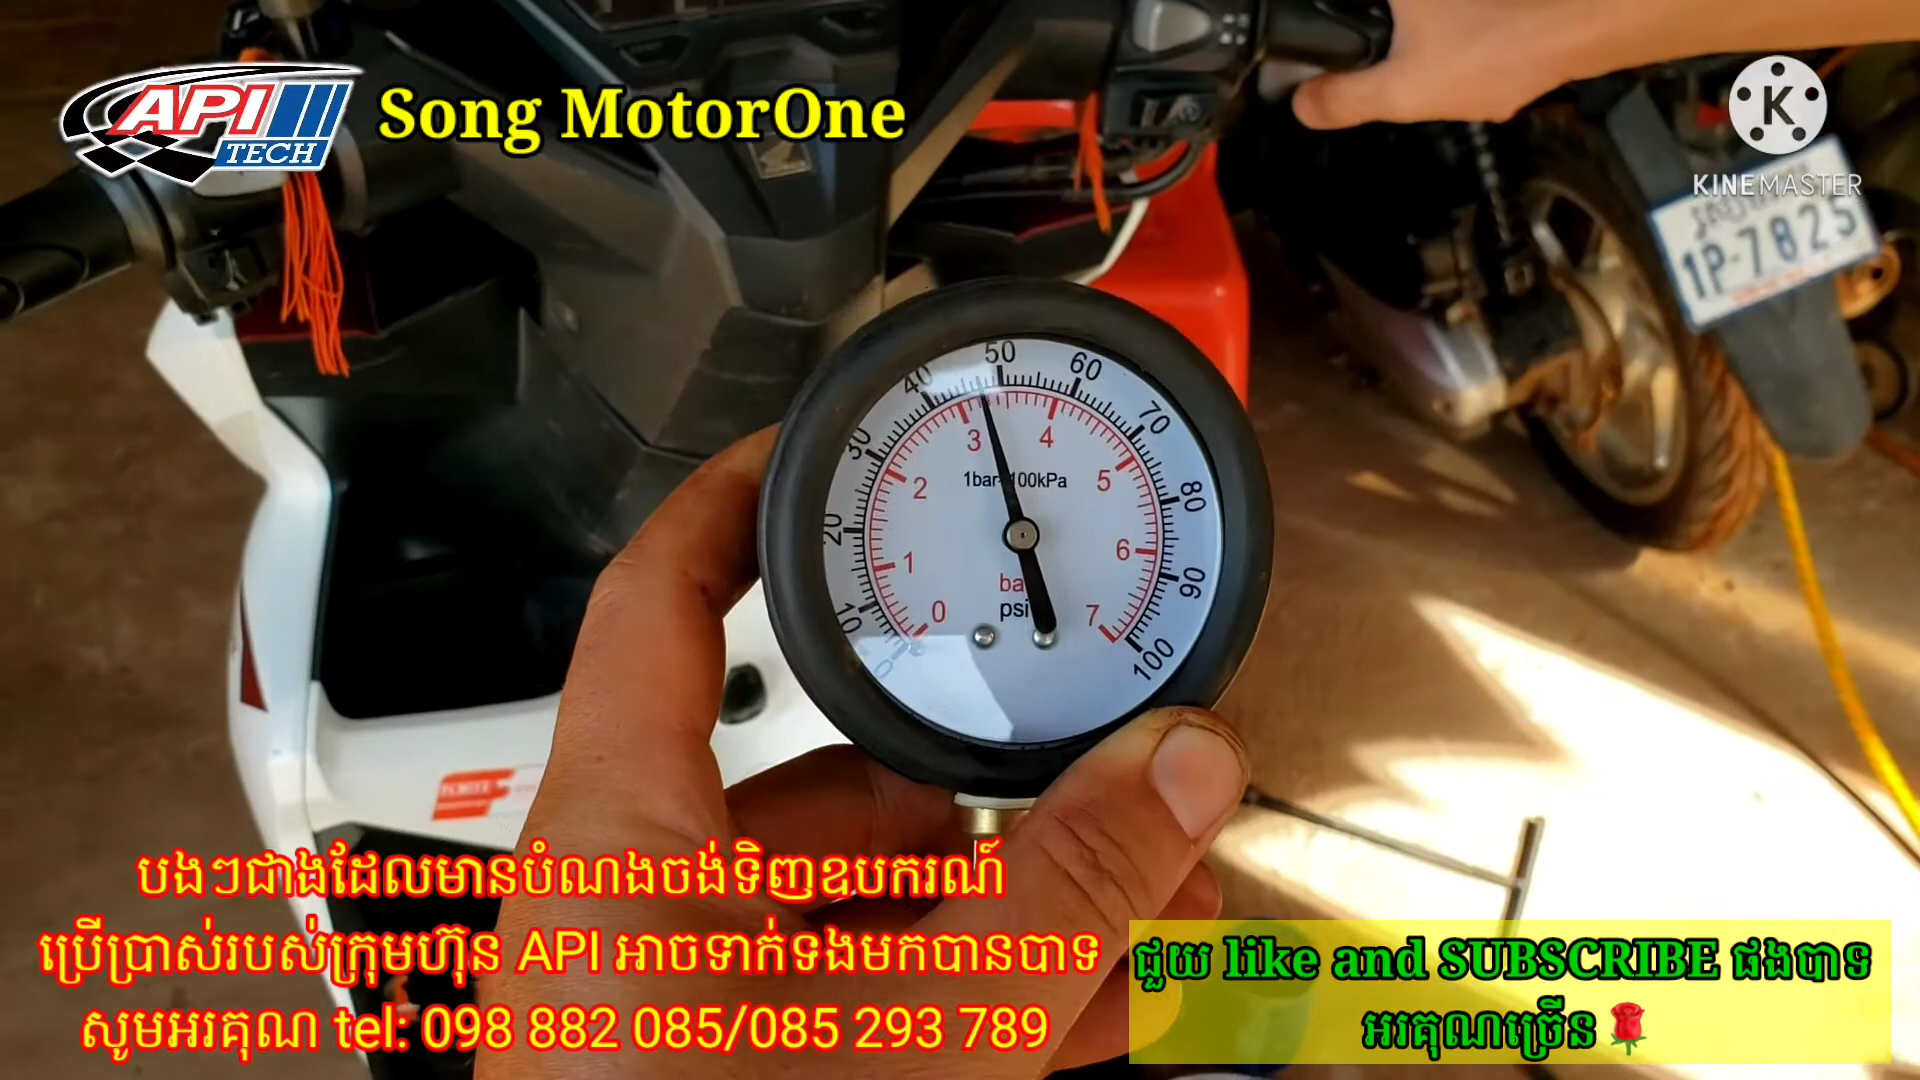 API TECH
Song MotorOne
K
KINEMASTER
1P-7825
0 10 20 30 40 50 60 70 80 90 100
0 1 2 3 4 5 6 7
1bar 100kPa
ba
psi
បងៗជាងដែលមានបំណងចង់ទិញឧបករណ៍
ប្រើប្រាស់របស់ក្រុមហ៊ុន API អាចទាក់ទងមកបានបាទ
សូមអរគុណ tel: 098 882 085/085 293 789
ជួយ like and SUBSCRIBE ផងបាទ
អរគុណច្រើន🌹